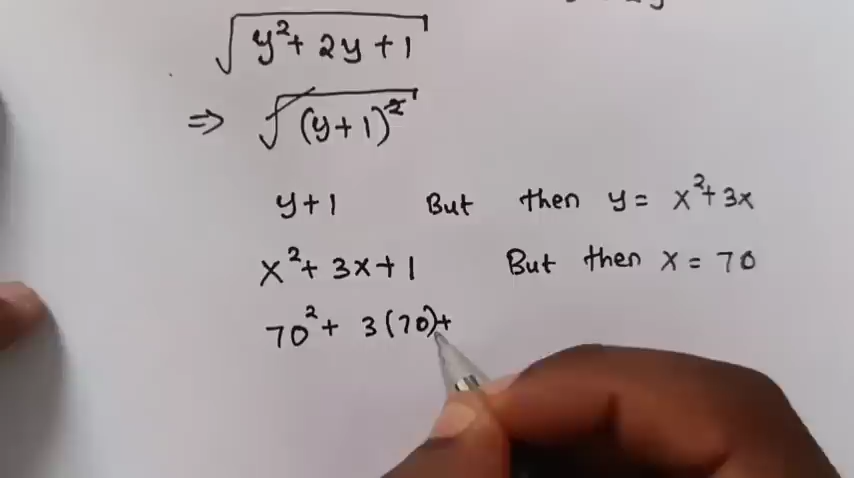 √(y²+ 2y + 1)
⇒ √(y+1)²
y+1 But then y = x²+ 3x
x²+ 3x+1 But then x = 70
70²+ 3(70)+